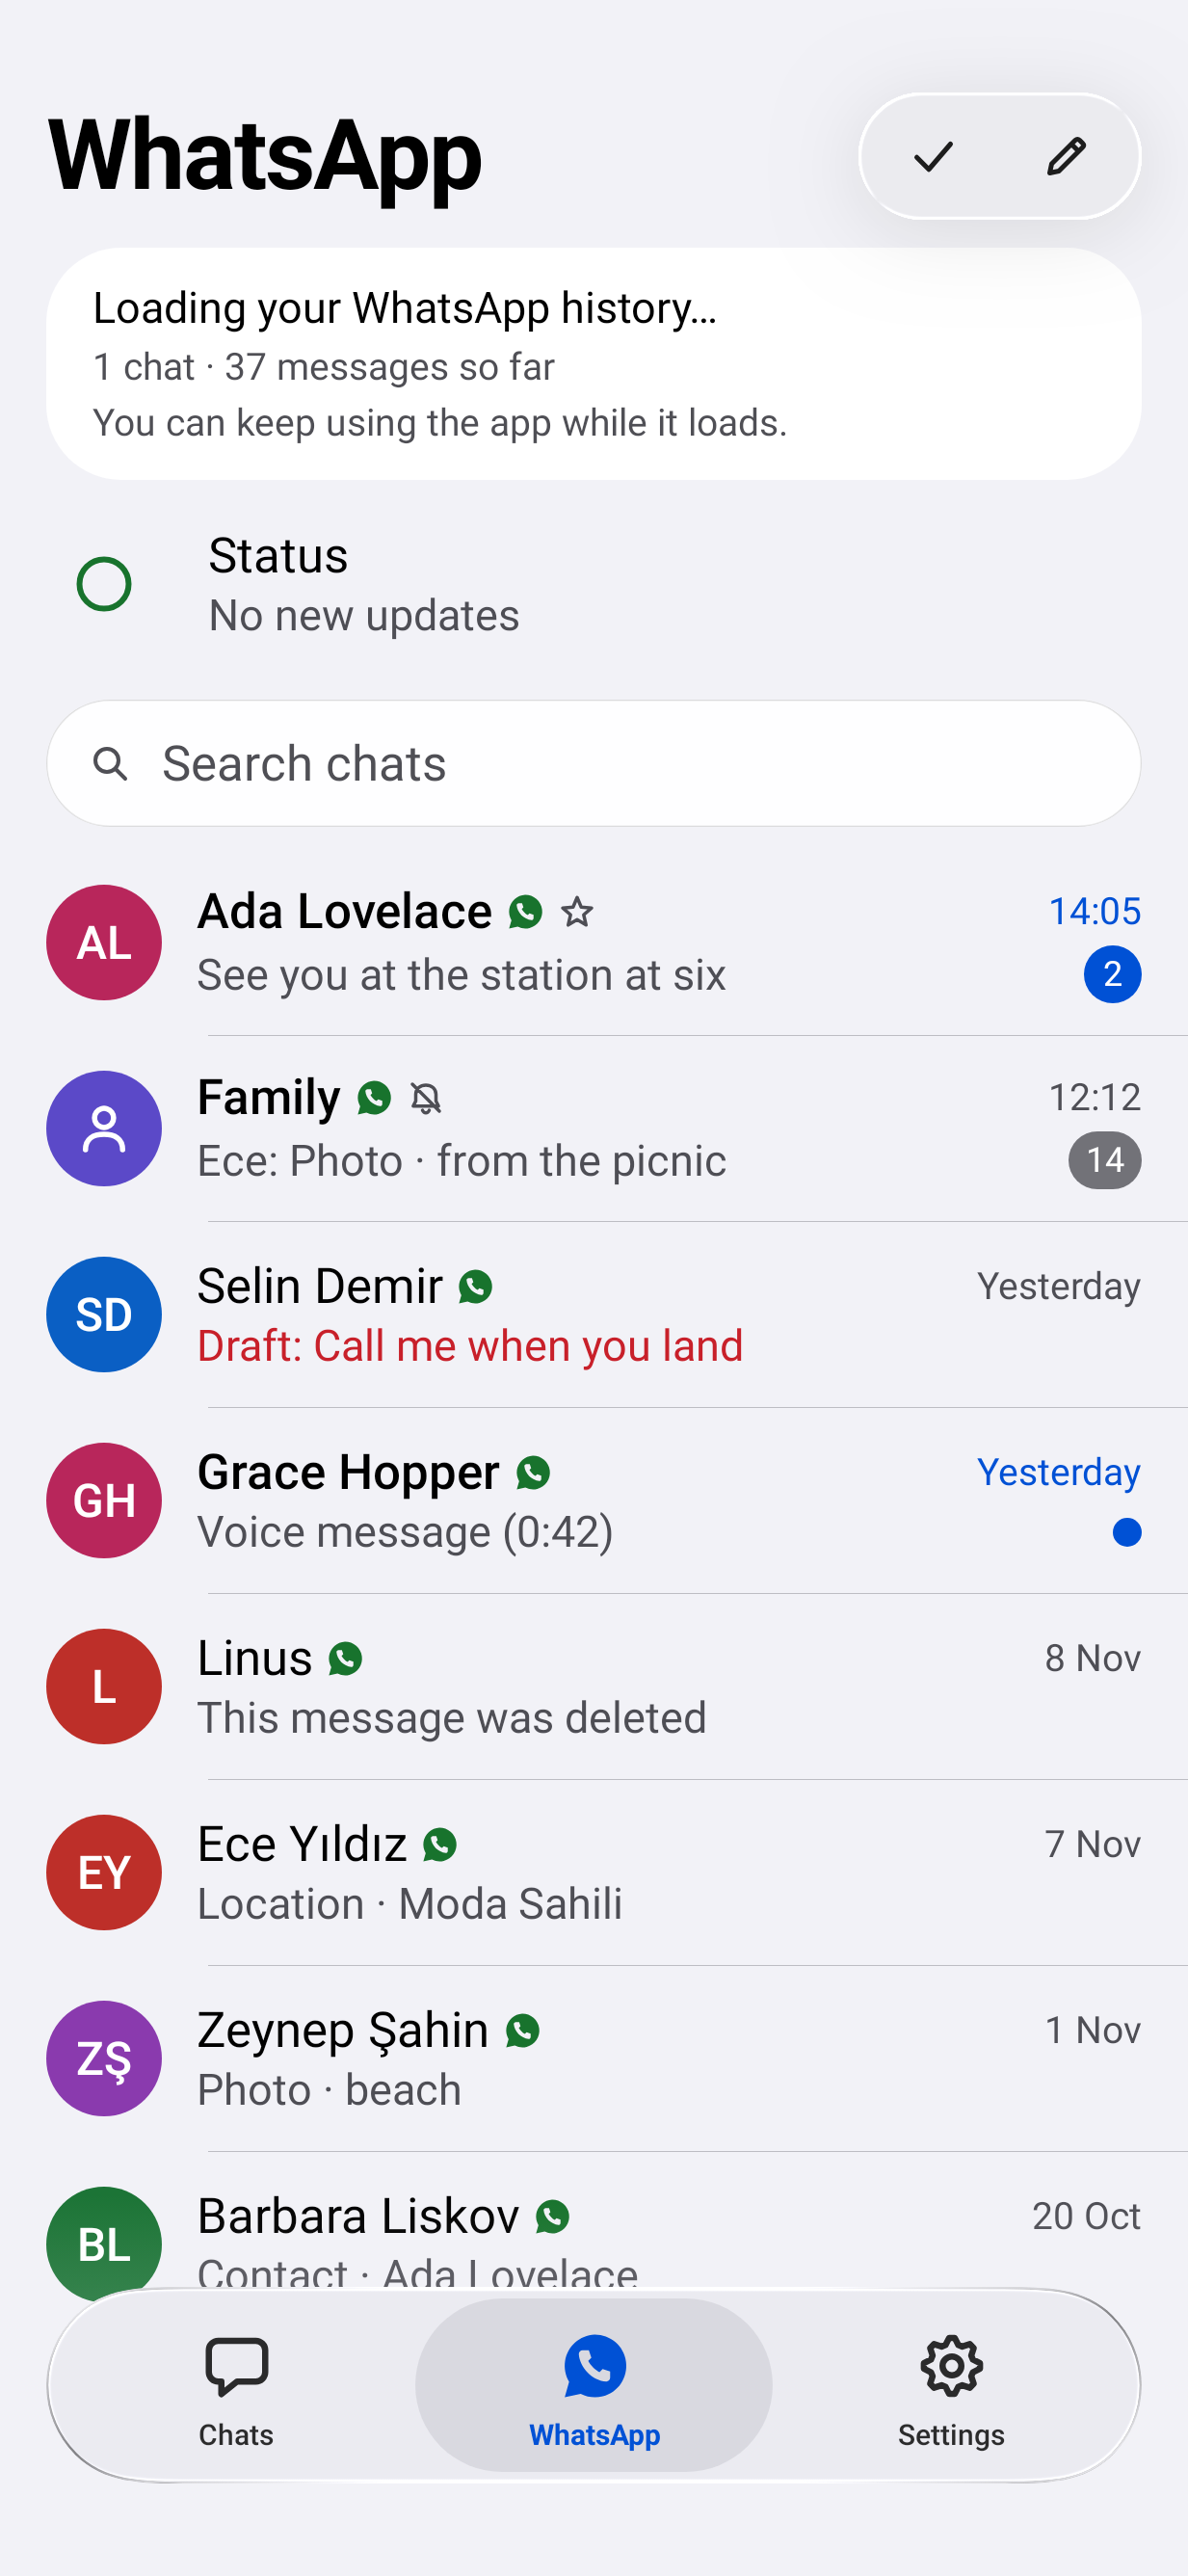 WhatsApp
Loading your WhatsApp history...
1 chat · 37 messages so far
You can keep using the app while it loads.
Status
No new updates
Search chats
AL
Ada Lovelace
14:05
See you at the station at six
2
Family
12:12
Ece: Photo · from the picnic
14
SD
Selin Demir
Yesterday
Draft: Call me when you land
GH
Grace Hopper
Yesterday
Voice message (0:42)
L
Linus
8 Nov
This message was deleted
EY
Ece Yıldız
7 Nov
Location · Moda Sahili
ZŞ
Zeynep Şahin
1 Nov
Photo · beach
BL
Barbara Liskov
20 Oct
Contact · Ada Lovelace
Chats
WhatsApp
Settings